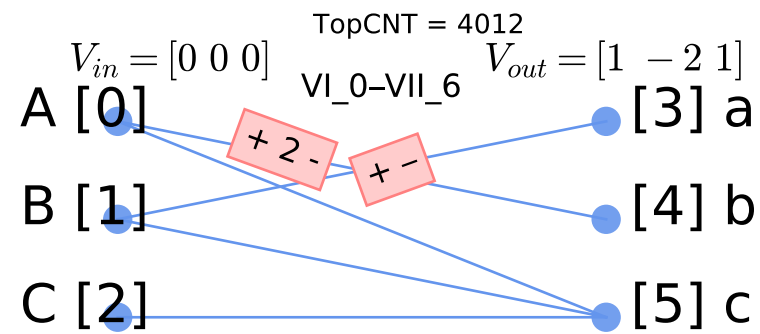 TopCNT = 4012
V_in = [0 0 0]
V_out = [1 −2 1]
VI_0–VII_6
A [0]
[3] a
+ 2 -
+ −
B [1]
[4] b
C [2]
[5] c